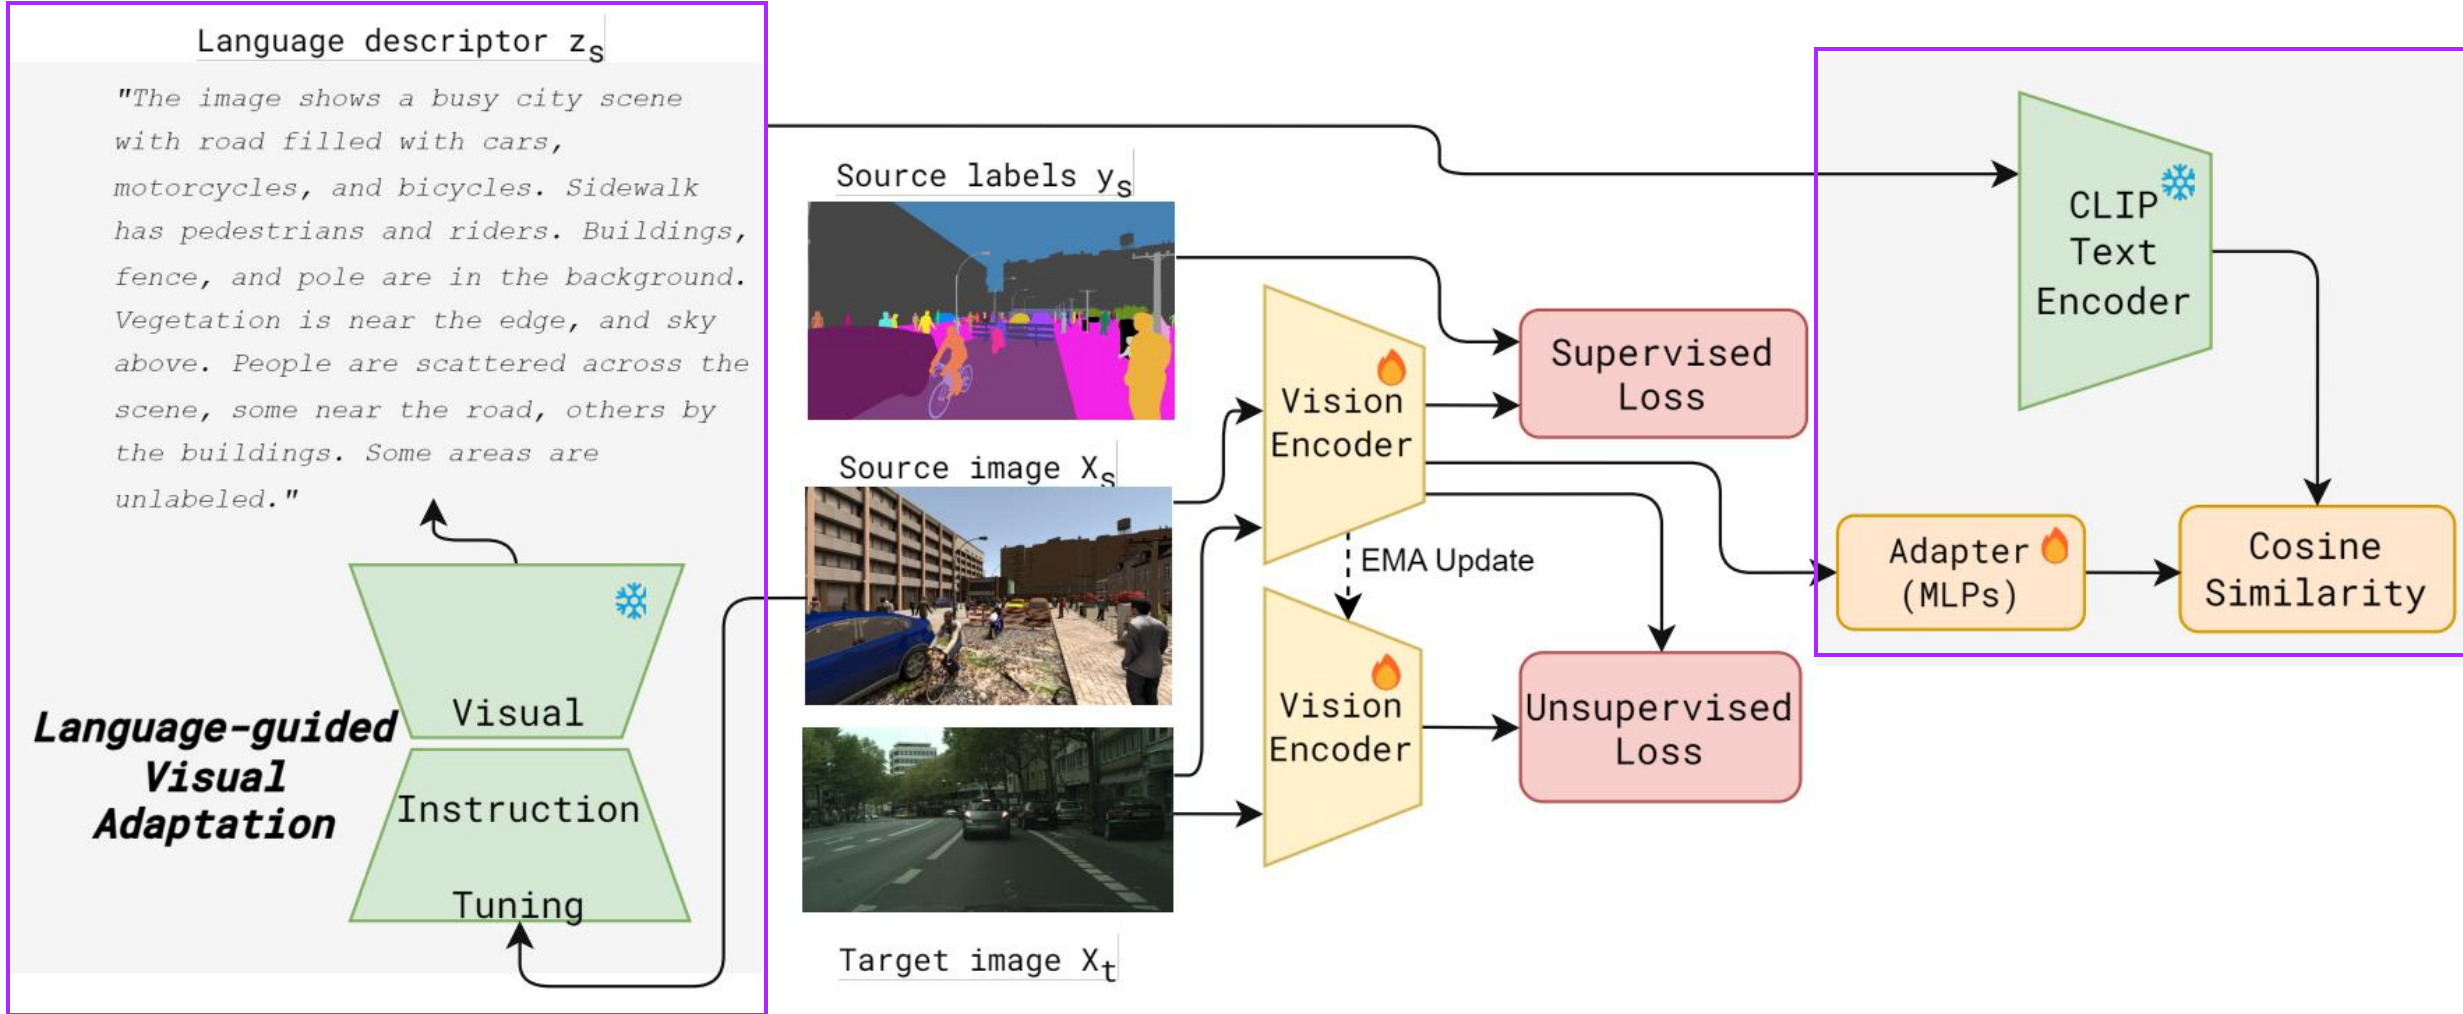 Language descriptor zs
"The image shows a busy city scene
with road filled with cars,
motorcycles, and bicycles. Sidewalk
has pedestrians and riders. Buildings,
fence, and pole are in the background.
Vegetation is near the edge, and sky
above. People are scattered across the
scene, some near the road, others by
the buildings. Some areas are
unlabeled."
Language-guided
Visual
Adaptation
Visual
Instruction
Tuning
Source labels ys
Source image Xs
Target image Xt
Vision
Encoder
EMA Update
Vision
Encoder
Supervised
Loss
Unsupervised
Loss
CLIP
Text
Encoder
Adapter
(MLPs)
Cosine
Similarity